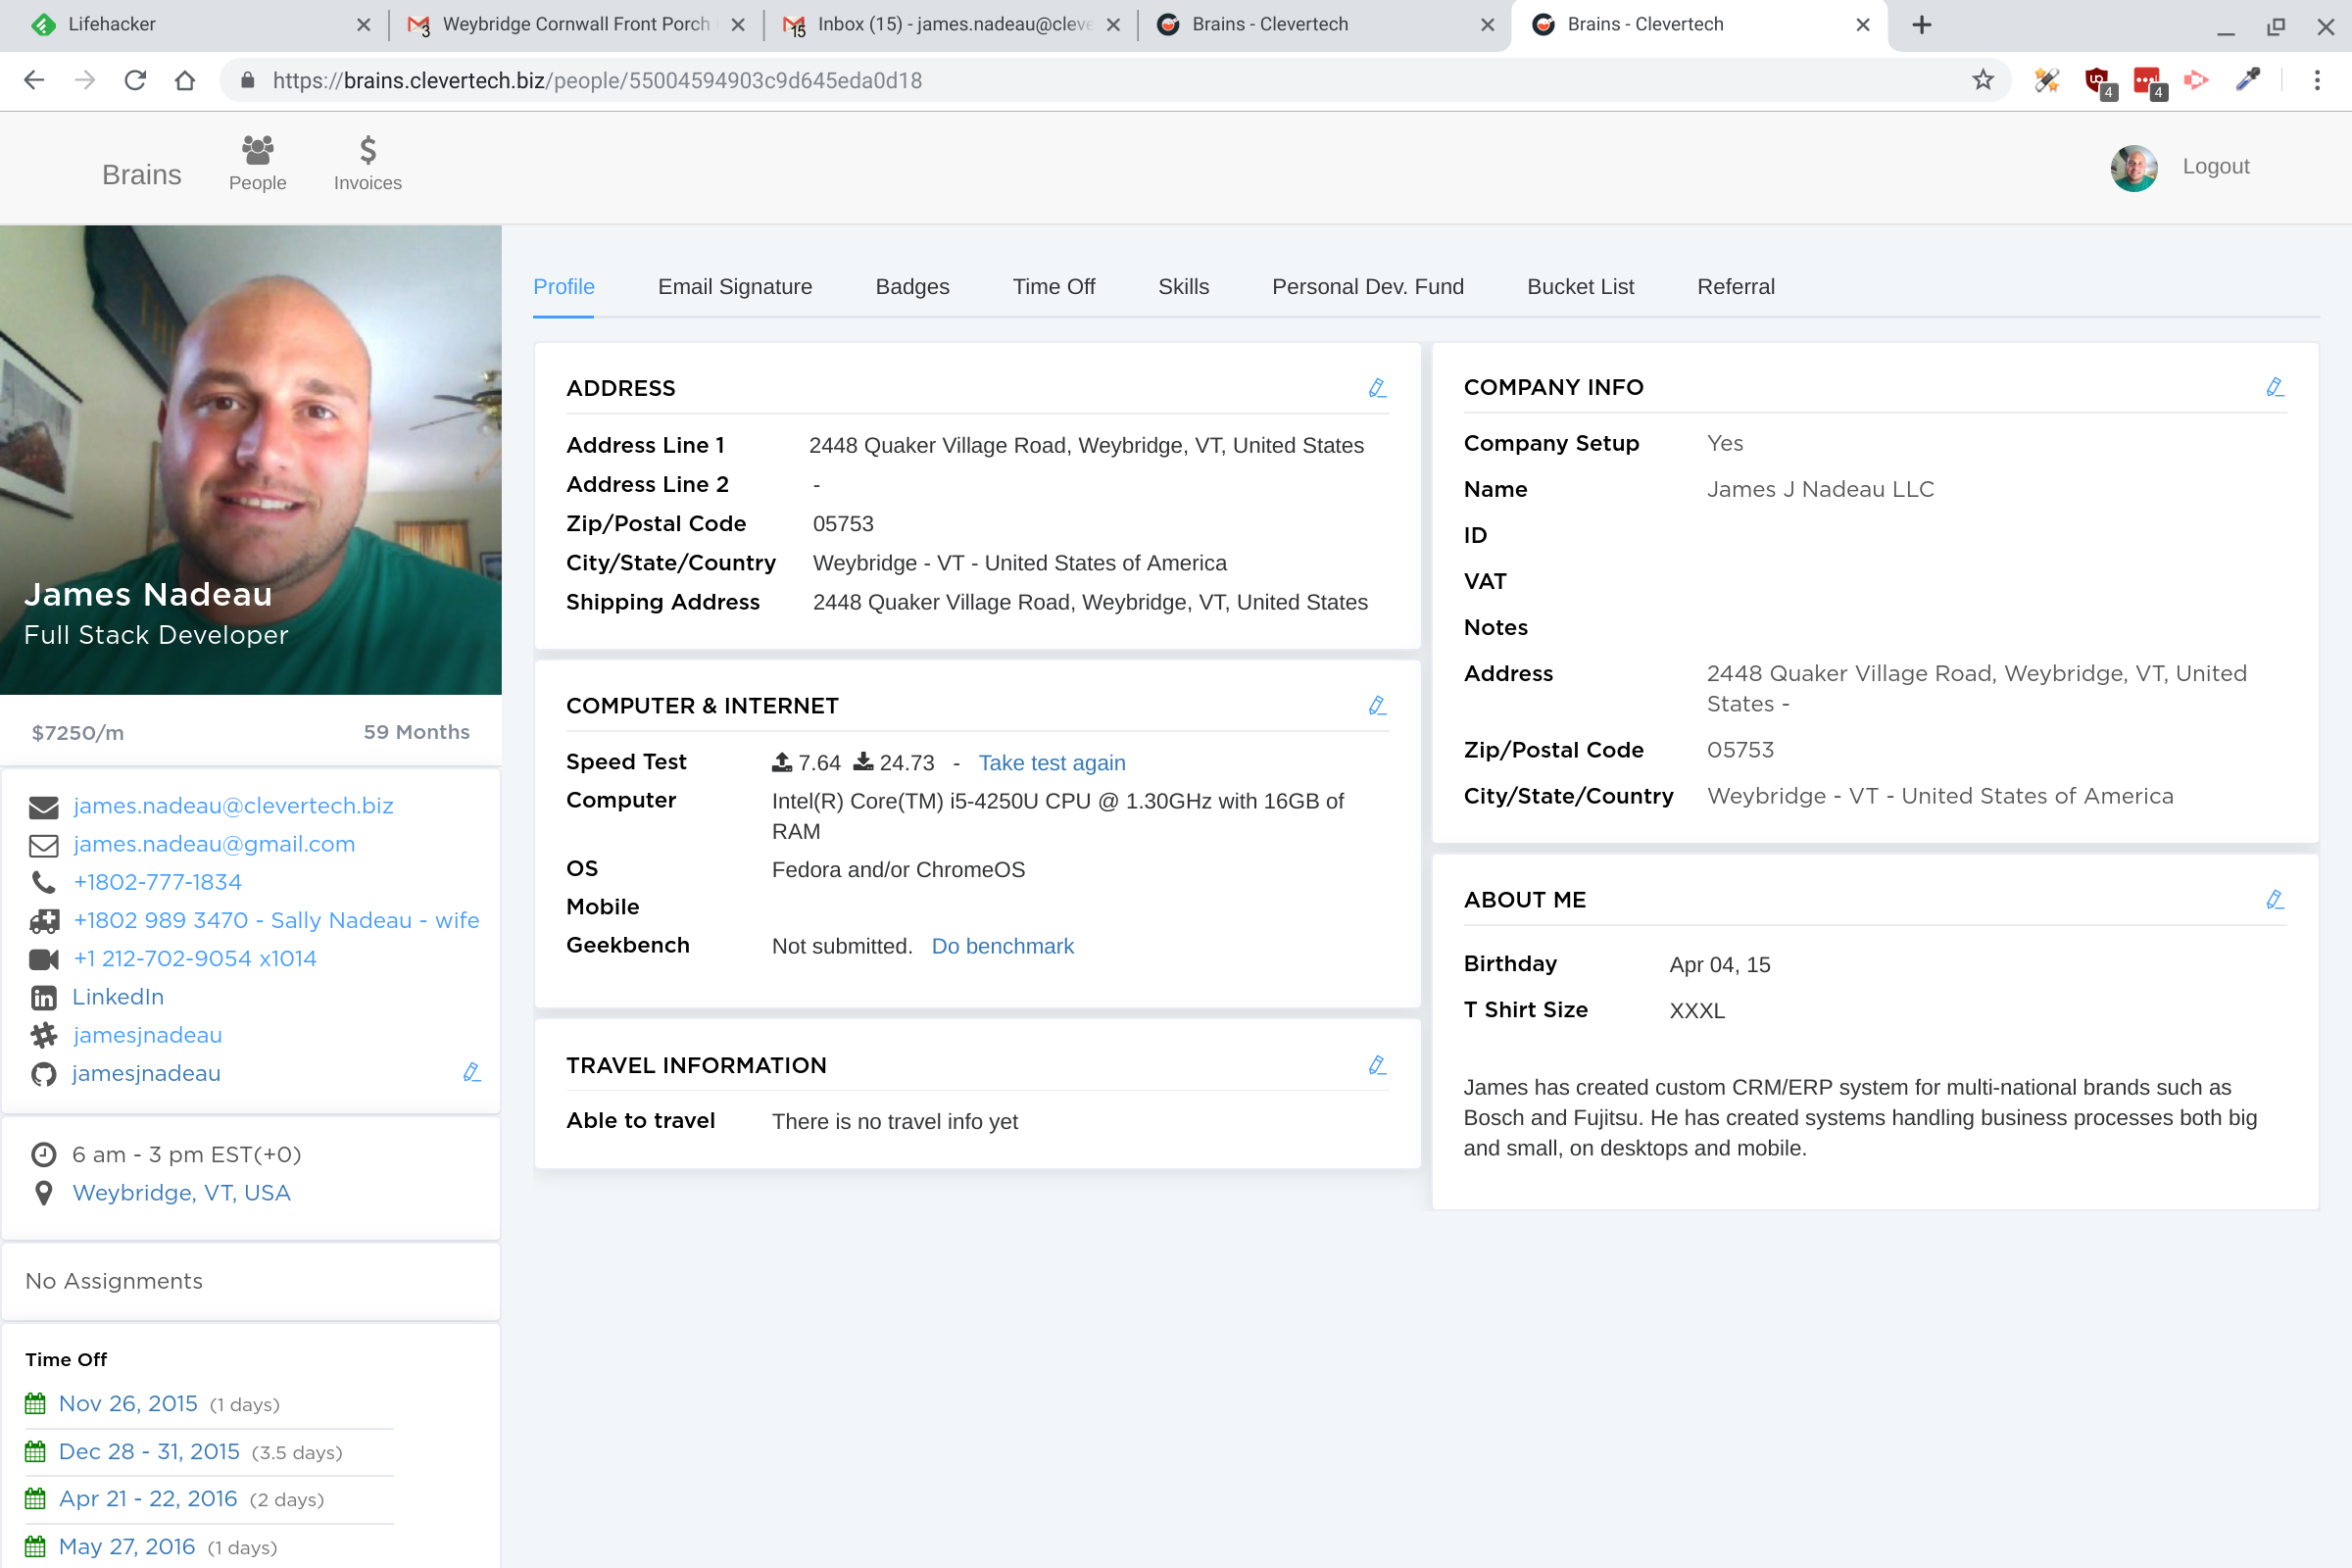 Lifehacker
Weybridge Cornwall Front Porch
Inbox (15) - james.nadeau@cleve
Brains - Clevertech
Brains - Clevertech
3
15
https://brains.clevertech.biz/people/55004594903c9d645eda0d18
4
4
Brains
People
$
Invoices
Logout
James Nadeau
Full Stack Developer
$7250/m 59 Months
james.nadeau@clevertech.biz
james.nadeau@gmail.com
+1802-777-1834
+1802 989 3470 - Sally Nadeau - wife
+1 212-702-9054 x1014
in LinkedIn
jamesjnadeau
jamesjnadeau
6 am - 3 pm EST(+0)
Weybridge, VT, USA
No Assignments
Time Off
Nov 26, 2015 (1 days)
Dec 28 - 31, 2015 (3.5 days)
Apr 21 - 22, 2016 (2 days)
May 27, 2016 (1 days)
Profile Email Signature Badges Time Off Skills Personal Dev. Fund Bucket List Referral
ADDRESS
Address Line 1 2448 Quaker Village Road, Weybridge, VT, United States
Address Line 2 -
Zip/Postal Code 05753
City/State/Country Weybridge - VT - United States of America
Shipping Address 2448 Quaker Village Road, Weybridge, VT, United States
COMPUTER & INTERNET
Speed Test 7.64 24.73 - Take test again
Computer Intel(R) Core(TM) i5-4250U CPU @ 1.30GHz with 16GB of
RAM
OS Fedora and/or ChromeOS
Mobile
Geekbench Not submitted. Do benchmark
TRAVEL INFORMATION
Able to travel There is no travel info yet
COMPANY INFO
Company Setup Yes
Name James J Nadeau LLC
ID
VAT
Notes
Address 2448 Quaker Village Road, Weybridge, VT, United
States -
Zip/Postal Code 05753
City/State/Country Weybridge - VT - United States of America
ABOUT ME
Birthday Apr 04, 15
T Shirt Size XXXL
James has created custom CRM/ERP system for multi-national brands such as
Bosch and Fujitsu. He has created systems handling business processes both big
and small, on desktops and mobile.